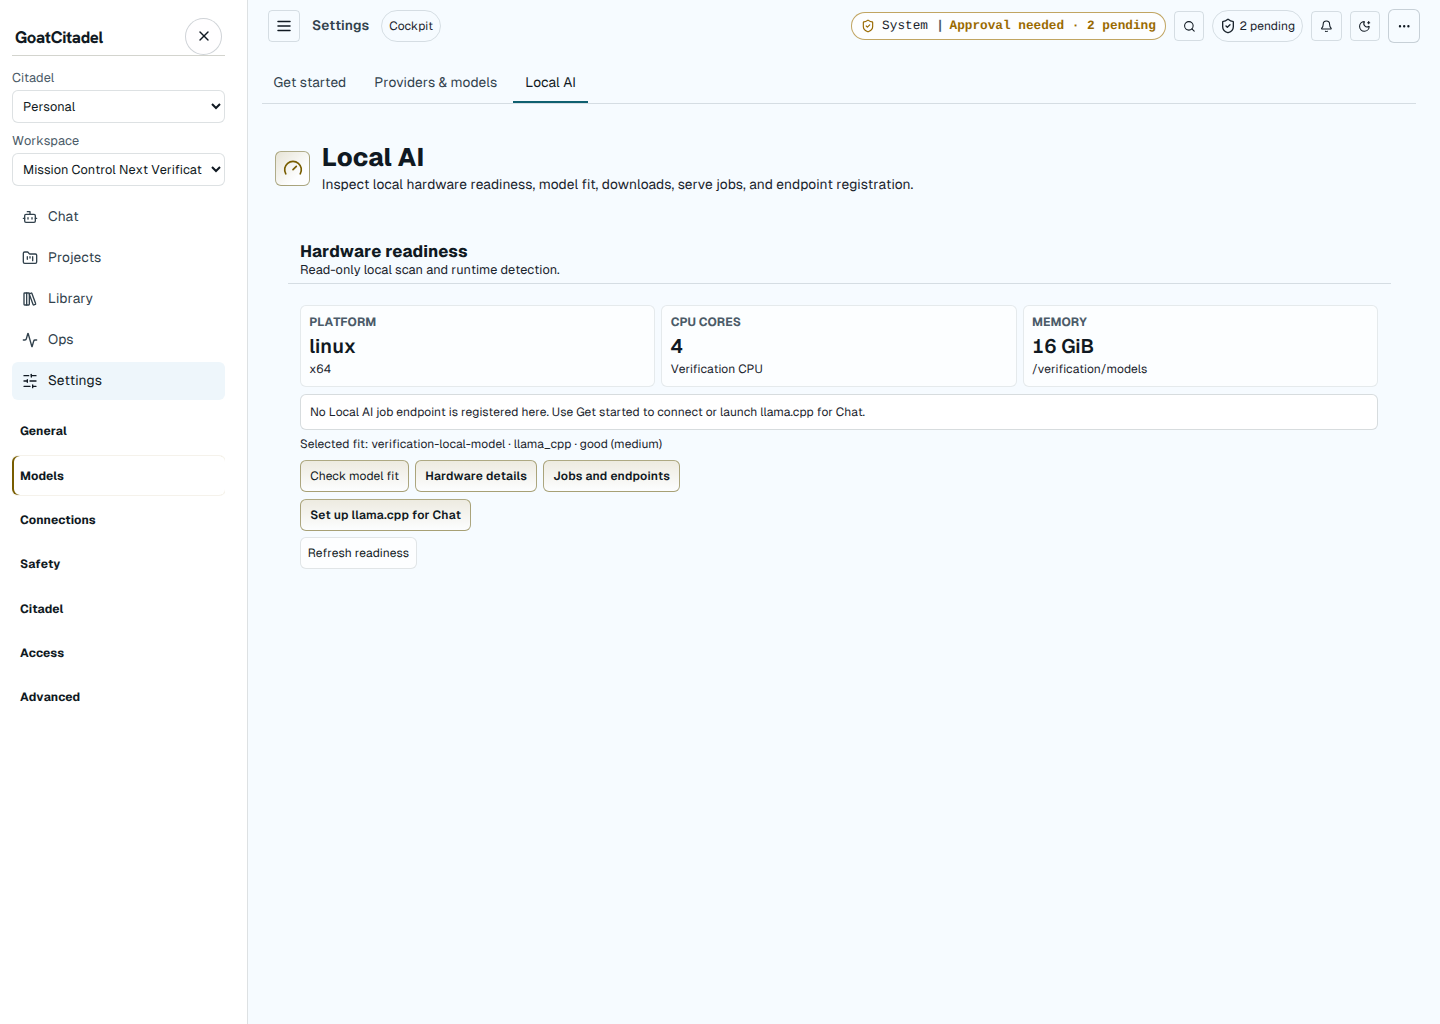 GoatCitadel
Citadel
Personal
Workspace
Mission Control Next Verificat
Chat
Projects
Library
Ops
Settings
General
Models
Connections
Safety
Citadel
Access
Advanced
Settings
Cockpit
System | Approval needed · 2 pending
2 pending
Get started
Providers & models
Local AI
Local AI
Inspect local hardware readiness, model fit, downloads, serve jobs, and endpoint registration.
Hardware readiness
Read-only local scan and runtime detection.
PLATFORM
linux
x64
CPU CORES
4
Verification CPU
MEMORY
16 GiB
/verification/models
No Local AI job endpoint is registered here. Use Get started to connect or launch llama.cpp for Chat.
Selected fit: verification-local-model · llama_cpp · good (medium)
Check model fit
Hardware details
Jobs and endpoints
Set up llama.cpp for Chat
Refresh readiness